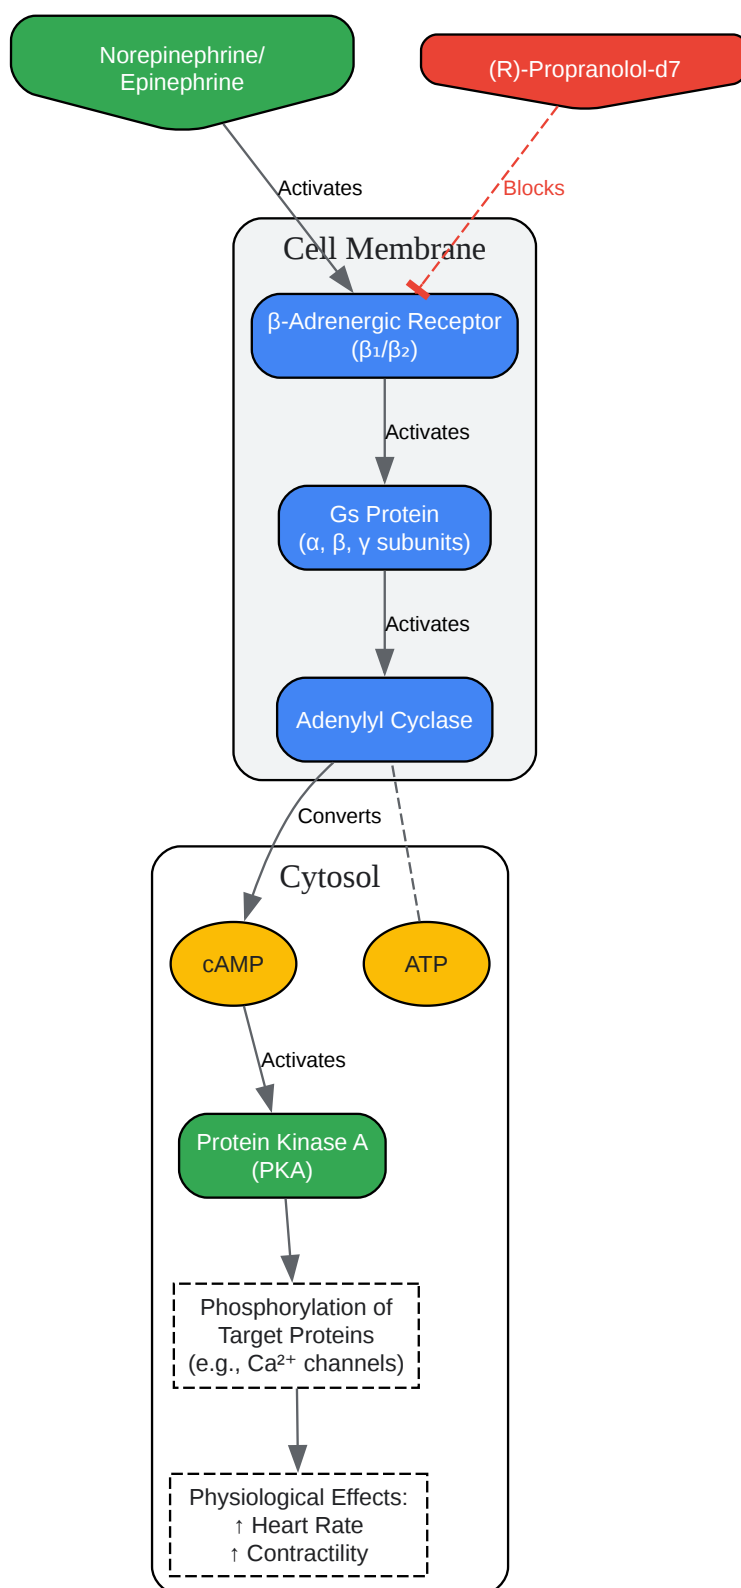 Norepinephrine/
Epinephrine
(R)-Propranolol-d7
Activates
Blocks
Cell Membrane
β-Adrenergic Receptor
(β₁/β₂)
Activates
Gs Protein
(α, β, γ subunits)
Activates
Adenylyl Cyclase
Converts
Cytosol
cAMP
ATP
Activates
Protein Kinase A
(PKA)
Phosphorylation of
Target Proteins
(e.g., Ca²⁺ channels)
Physiological Effects:
↑ Heart Rate
↑ Contractility